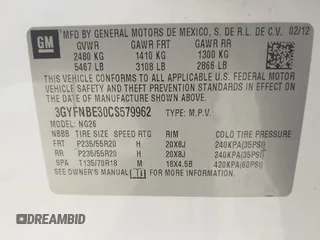 GM MFD BY GENERAL MOTORS DE MEXICO, S. DE R.L. DE C.V. 02/12
GVWR GAWR FRT GAWR RR
2480 KG 1410 KG 1300 KG
5467 LB 3108 LB 2866 LB
THIS VEHICLE CONFORMS TO ALL APPLICABLE U.S. FEDERAL MOTOR
VEHICLE SAFETY, BUMPER, AND THEFT PREVENTION STANDARDS
IN EFFECT ON THE DATE OF MANUFACTURE SHOWN ABOVE.
3GYFNBE30CS579962 TYPE: M.P.V.
MODEL: NG26
NBBB TIRE SIZE SPEED RTG RIM COLD TIRE PRESSURE
FRT P235/55R20 H 20X8J 240KPA(35PSI)
RR P235/55R20 H 20X8J 240KPA(35PSI)
SPA T135/70R18 M 18X4.5B 420KPA(60PSI)
SEE OWNER'S MANUAL FOR ADDITIONAL INFORMATION.
DREAMBID